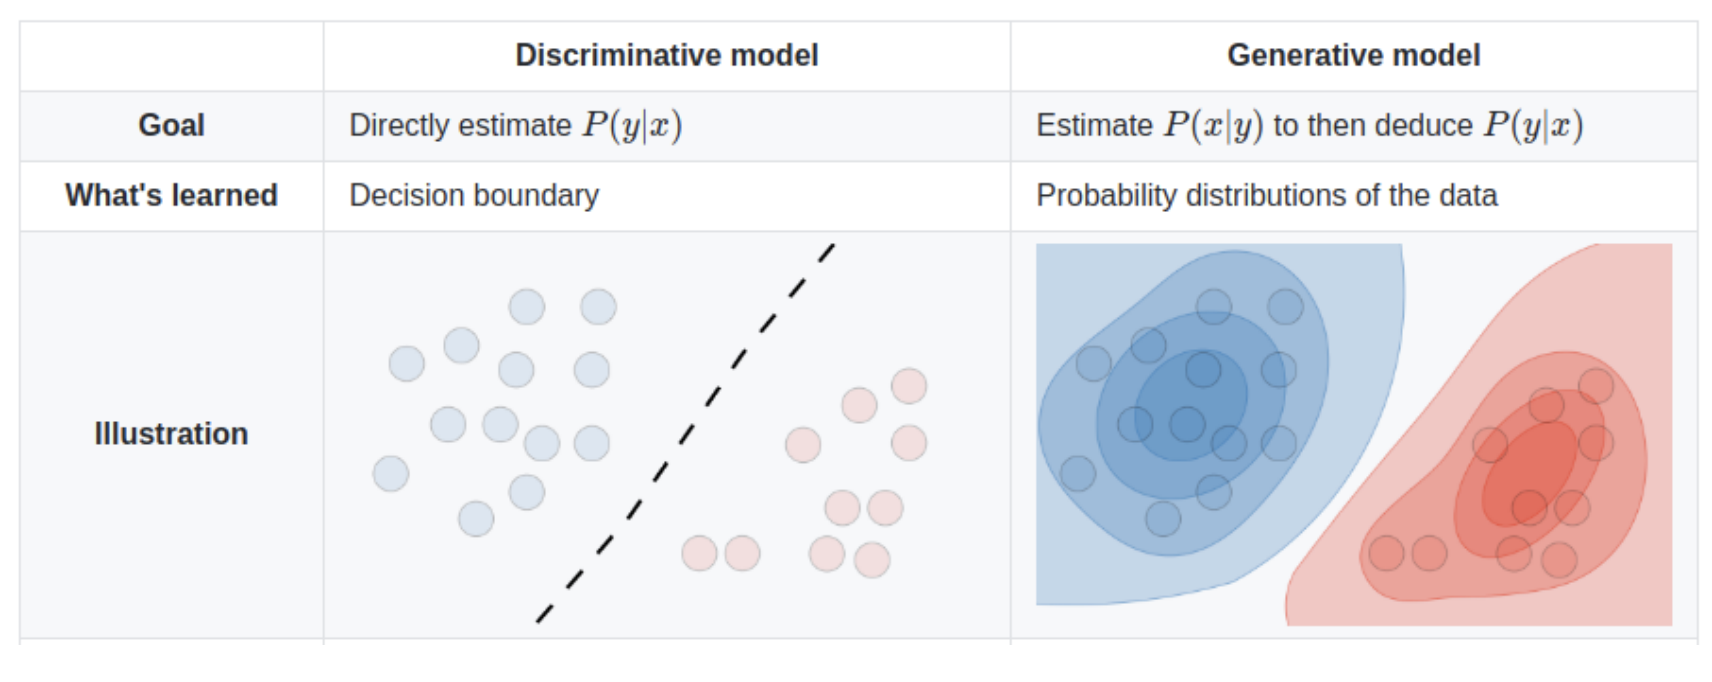 Discriminative model Generative model
Goal Directly estimate P(y|x) Estimate P(x|y) to then deduce P(y|x)
What's learned Decision boundary Probability distributions of the data
Illustration